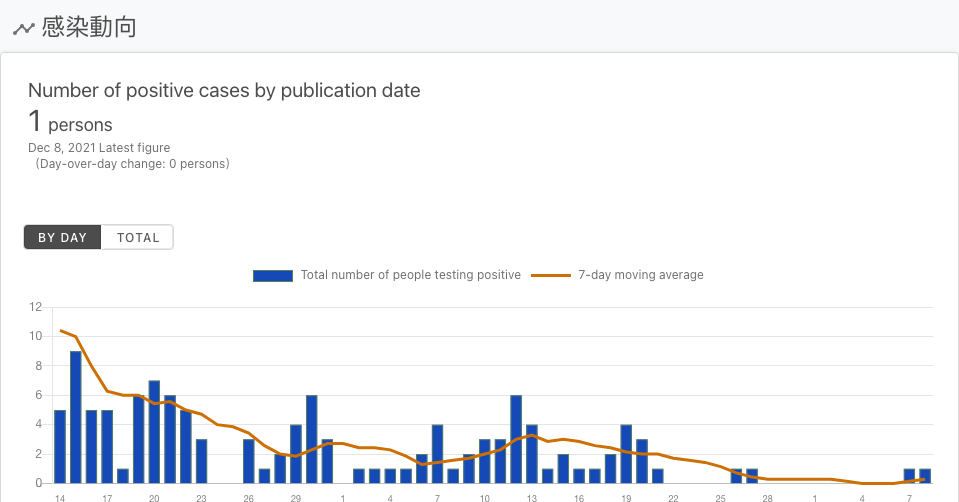 感染動向
Number of positive cases by publication date
1 persons
Dec 8, 2021 Latest figure
(Day-over-day change: 0 persons)
BY DAY TOTAL
Total number of people testing positive 7-day moving average
12
10
8
6
4
2
0
14 17 20 23 26 29 1 4 7 10 13 16 19 22 25 28 1 4 7